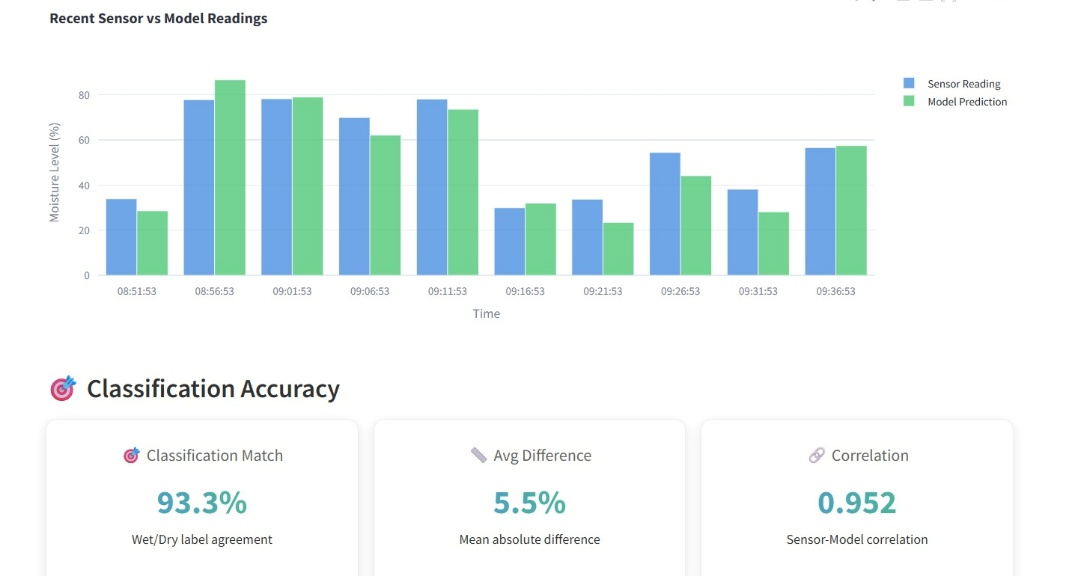 Recent Sensor vs Model Readings
Sensor Reading
Model Prediction
Moisture Level (%)
80
60
40
20
0
08:51:53 08:56:53 09:01:53 09:06:53 09:11:53 09:16:53 09:21:53 09:26:53 09:31:53 09:36:53
Time
Classification Accuracy
Classification Match
93.3%
Wet/Dry label agreement
Avg Difference
5.5%
Mean absolute difference
Correlation
0.952
Sensor-Model correlation